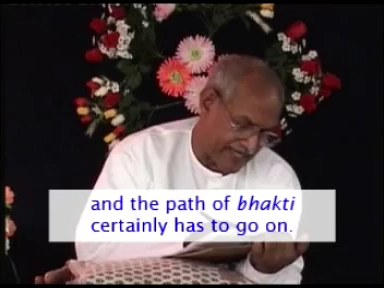 and the path of bhakti
certainly has to go on.